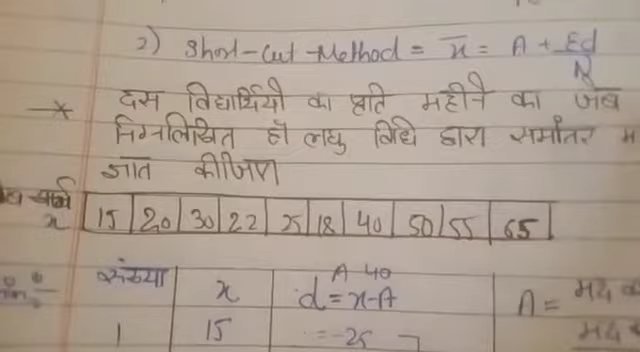 2) Short-Cut-Method = x̄ = A + Σd/N
* दस विद्यार्थियो का प्रति महीने का जेब
निम्नलिखित है लघु विधि द्वारा समांतर म
ज्ञात कीजिए
x 15 20 30 22 25 18 40 50 55 65
संख्या x A 40 d = x-A A = मद
1 15 = -25